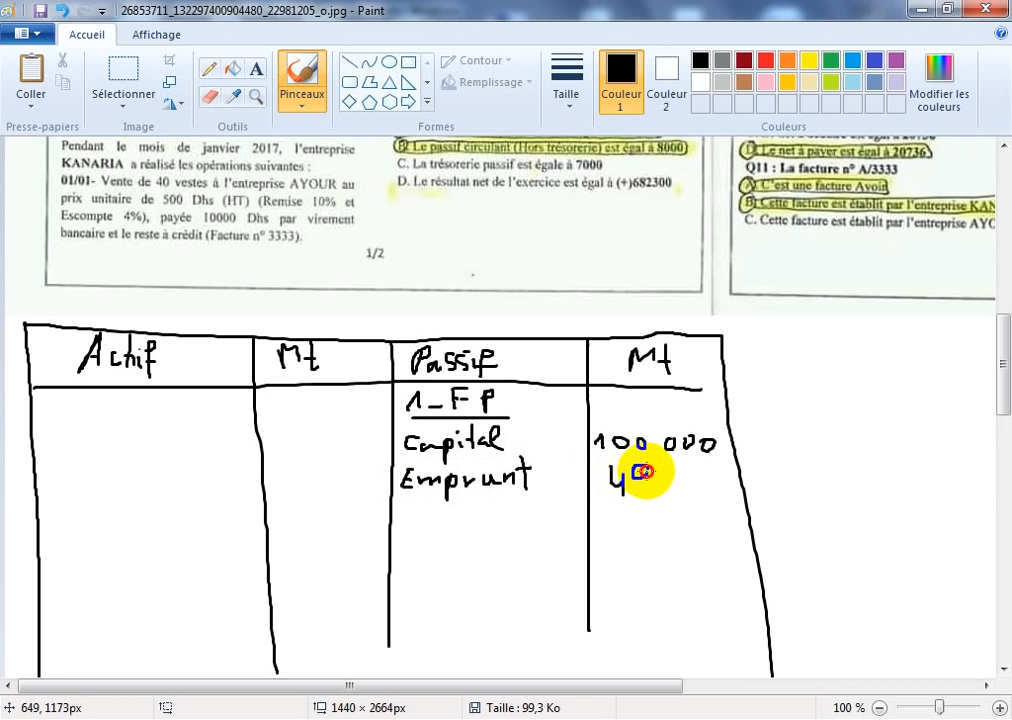 26853711_132297400904480_22981205_o.jpg - Paint
Accueil
Affichage
Coller
Sélectionner
Pinceaux
Contour
Remplissage
Taille
Couleur 1
Couleur 2
Modifier les couleurs
Presse-papiers
Image
Outils
Formes
Couleurs
Pendant le mois de janvier 2017, l'entreprise
KANARIA a réalisé les opérations suivantes :
01/01- Vente de 40 vestes à l'entreprise AYOUR au
prix unitaire de 500 Dhs (HT) (Remise 10% et
Escompte 4%), payée 10000 Dhs par virement
bancaire et le reste à crédit (Facture n° 3333).
B. Le passif circulant (Hors trésorerie) est égal à 8000)
C. La trésorerie passif est égale à 7000
D. Le résultat net de l'exercice est égal à (+)682300
1/2
D. Le net à payer est égal à 20736
Q11 : La facture n° A/3333
A. C'est une facture Avoir
B. Cette facture est établit par l'entreprise KAN
C. Cette facture est établit par l'entreprise AYO
Actif Mt Passif Mt
1_ FP
Capital 100 000
Emprunt 40
649, 1173px
1440 × 2664px
Taille : 99,3 Ko
100 %